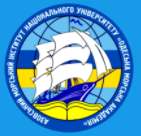 АЗОВСЬКИЙ МОРСЬКИЙ ІНСТИТУТ НАЦІОНАЛЬНОГО УНІВЕРСИТЕТУ «ОДЕСЬКА МОРСЬКА АКАДЕМІЯ»